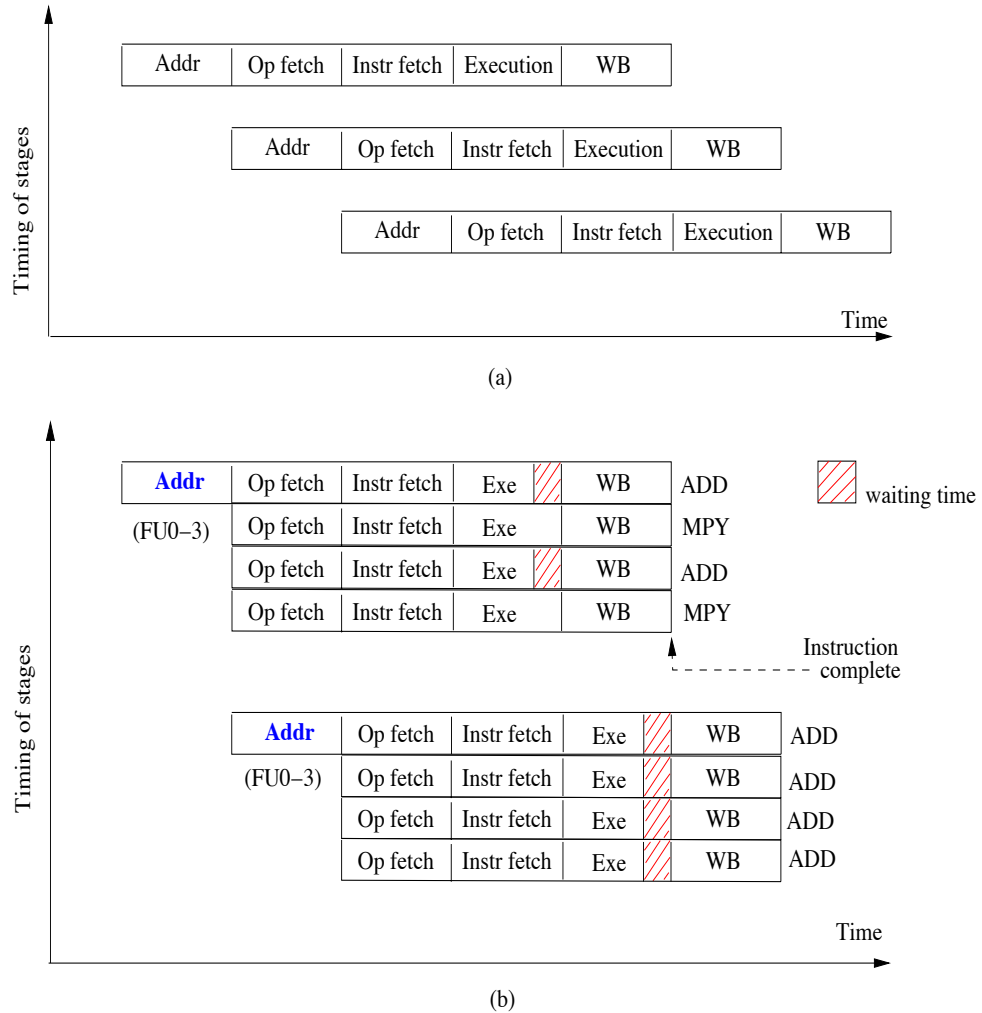 Timing of stages
Addr Op fetch Instr fetch Execution WB
Addr Op fetch Instr fetch Execution WB
Addr Op fetch Instr fetch Execution WB
Time
(a)
Timing of stages
Addr Op fetch Instr fetch Exe WB ADD
waiting time
(FU0–3) Op fetch Instr fetch Exe WB MPY
Op fetch Instr fetch Exe WB ADD
Op fetch Instr fetch Exe WB MPY
Instruction
complete
Addr Op fetch Instr fetch Exe WB ADD
(FU0–3) Op fetch Instr fetch Exe WB ADD
Op fetch Instr fetch Exe WB ADD
Op fetch Instr fetch Exe WB ADD
Time
(b)